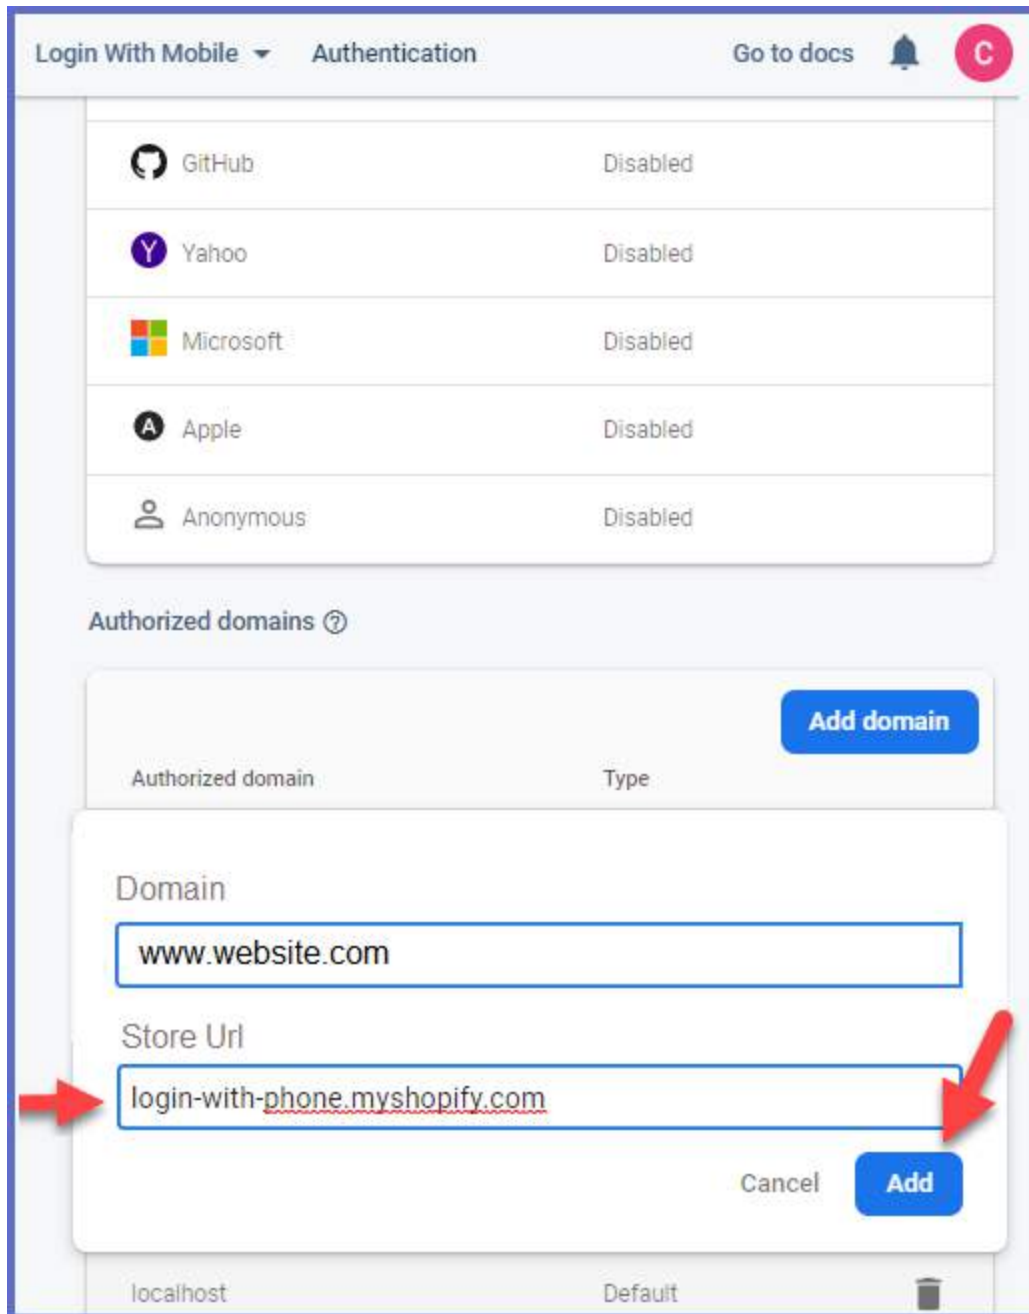 Login With Mobile Authentication Go to docs C
GitHub Disabled
Y Yahoo Disabled
Microsoft Disabled
A Apple Disabled
Anonymous Disabled
Authorized domains ?
Add domain
Authorized domain Type
Domain
www.website.com
Store Url
login-with-phone.myshopify.com
Cancel Add
localhost Default